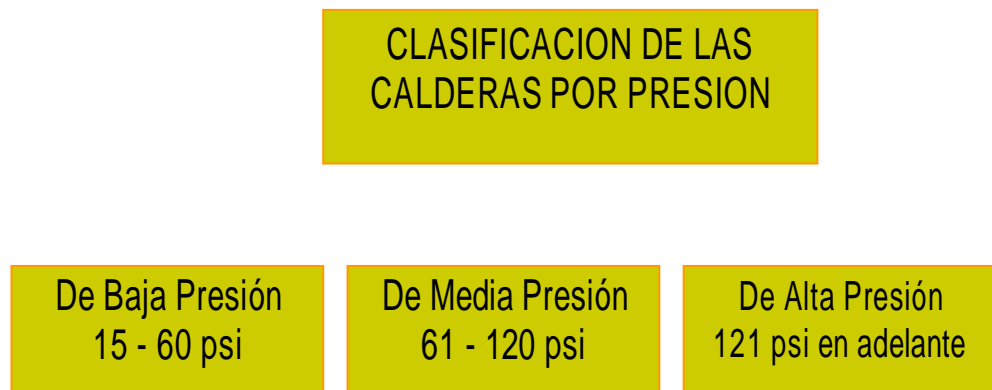 CLASIFICACION DE LAS
CALDERAS POR PRESION
De Baja Presión
15 - 60 psi
De Media Presión
61 - 120 psi
De Alta Presión
121 psi en adelante